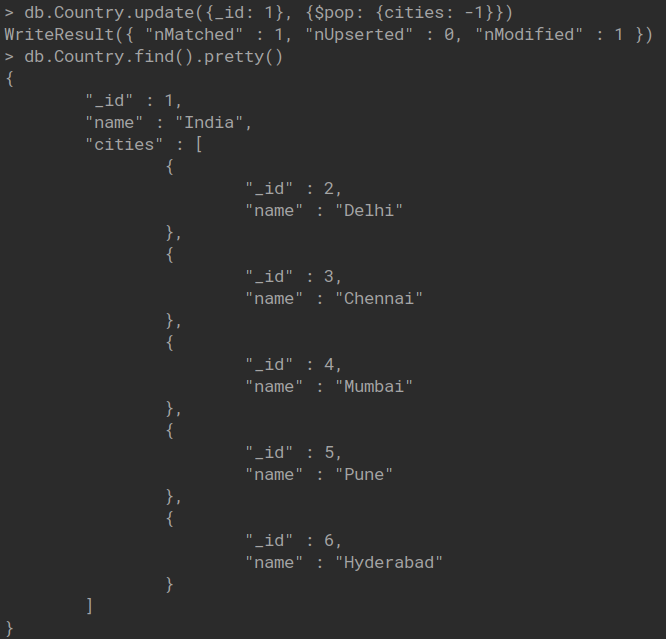 > db.Country.update({_id: 1}, {$pop: {cities: -1}})
WriteResult({ "nMatched" : 1, "nUpserted" : 0, "nModified" : 1 })
> db.Country.find().pretty()
{
        "_id" : 1,
        "name" : "India",
        "cities" : [
                {
                        "_id" : 2,
                        "name" : "Delhi"
                },
                {
                        "_id" : 3,
                        "name" : "Chennai"
                },
                {
                        "_id" : 4,
                        "name" : "Mumbai"
                },
                {
                        "_id" : 5,
                        "name" : "Pune"
                },
                {
                        "_id" : 6,
                        "name" : "Hyderabad"
                }
        ]
}